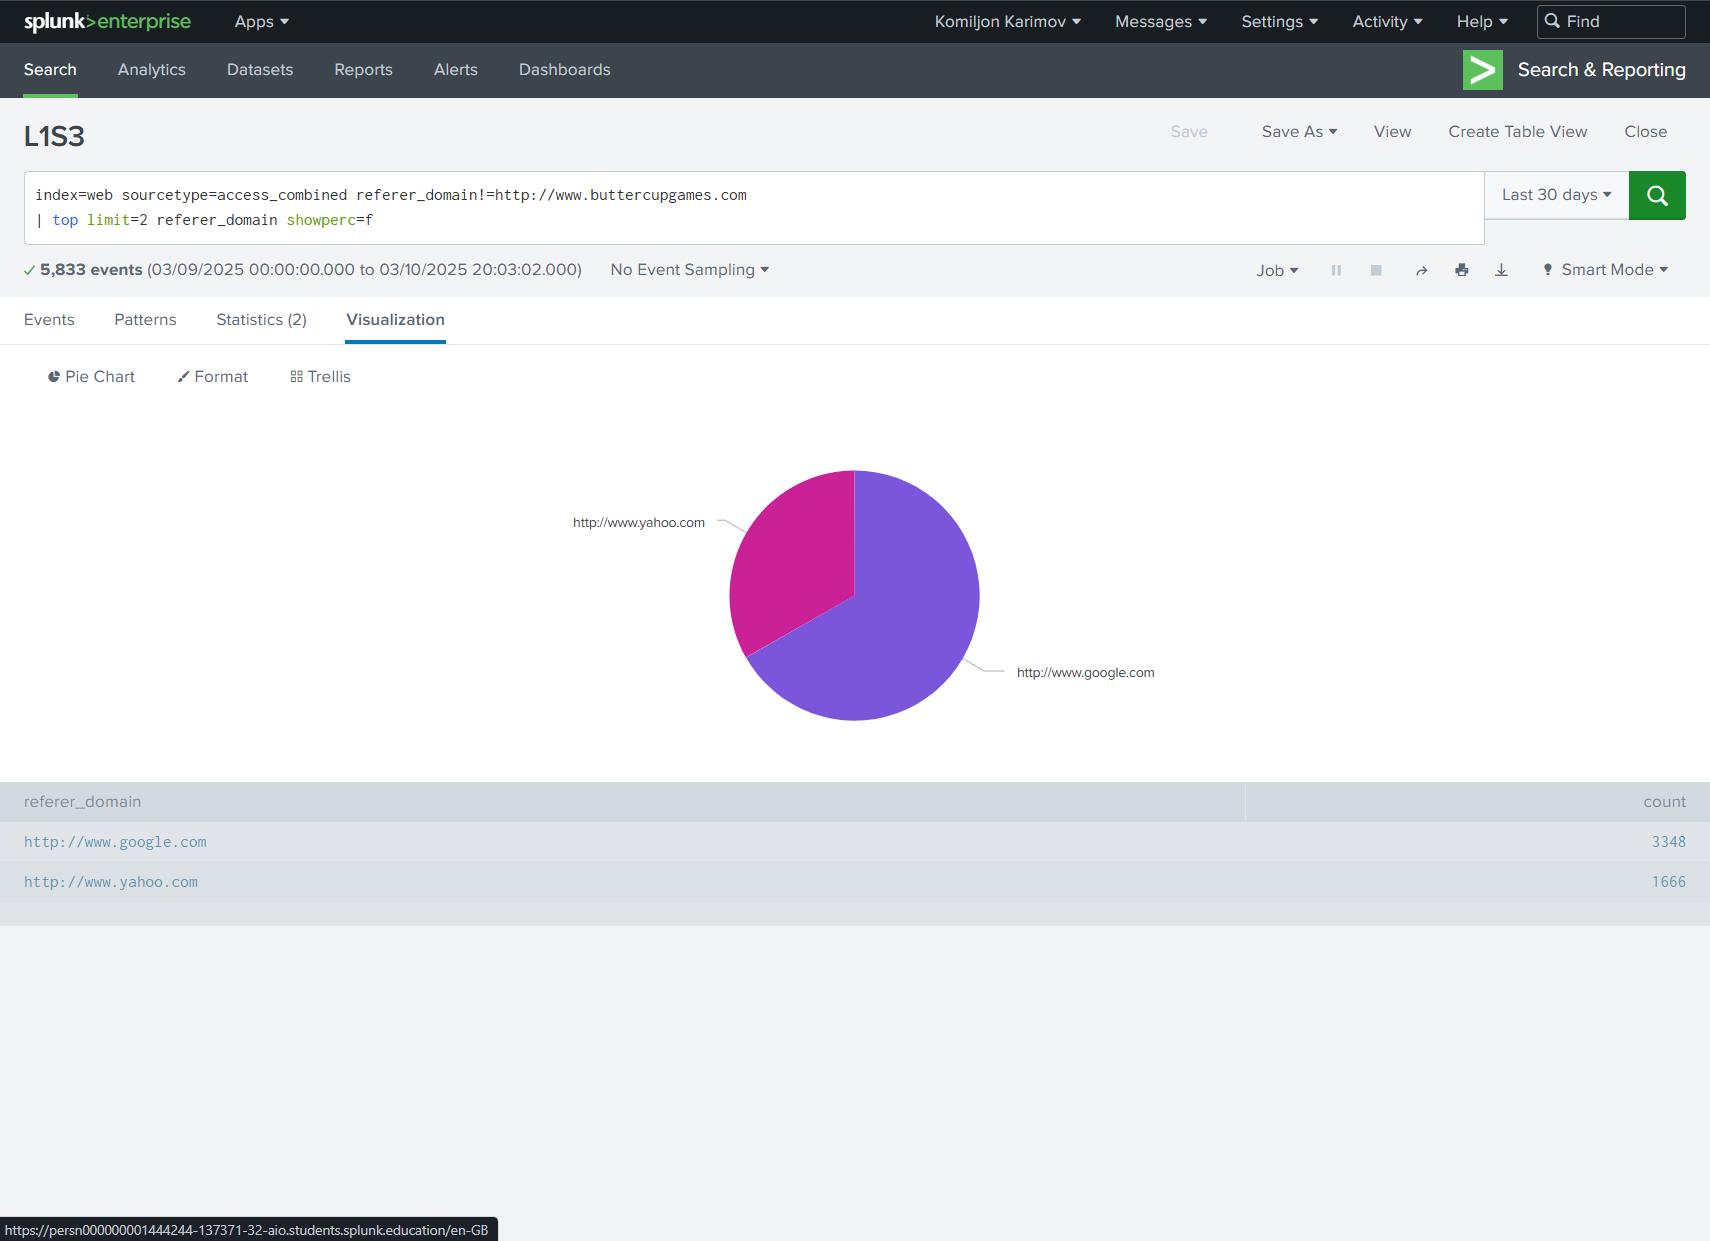 splunk>enterprise Apps Komiljon Karimov Messages Settings Activity Help Find
Search Analytics Datasets Reports Alerts Dashboards Search & Reporting
L1S3 Save Save As View Create Table View Close
index=web sourcetype=access_combined referer_domain!=http://www.buttercupgames.com Last 30 days
| top limit=2 referer_domain showperc=f
5,833 events (03/09/2025 00:00:00.000 to 03/10/2025 20:03:02.000) No Event Sampling Job Smart Mode
Events Patterns Statistics (2) Visualization
Pie Chart Format Trellis
http://www.yahoo.com
http://www.google.com
referer_domain count
http://www.google.com 3348
http://www.yahoo.com 1666
https://persn000000001444244-137371-32-aio.students.splunk.education/en-GB